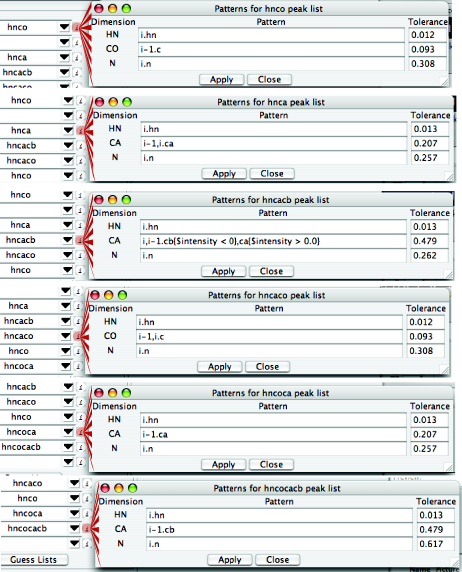 hnco
hnca
hncacb
Patterns for hnco peak list
Dimension Pattern Tolerance
HN i.hn 0.012
CO i-1.c 0.093
N i.n 0.308
Apply Close
hnco
hnca
hncacb
hncaco
hnco
Patterns for hnca peak list
Dimension Pattern Tolerance
HN i.hn 0.013
CA i-1,i.ca 0.207
N i.n 0.257
Apply Close
hnco
hnca
hncacb
hncaco
hnco
Patterns for hncacb peak list
Dimension Pattern Tolerance
HN i.hn 0.013
CA i,i-1.cb{$intensity < 0},ca{$intensity > 0.0} 0.479
N i.n 0.262
Apply Close
hnca
hncacb
hncaco
hnco
hncoca
Patterns for hncaco peak list
Dimension Pattern Tolerance
HN i.hn 0.012
CO i-1,i.c 0.093
N i.n 0.308
Apply Close
hncacb
hncaco
hnco
hncoca
hncocacb
Patterns for hncoca peak list
Dimension Pattern Tolerance
HN i.hn 0.013
CA i-1.ca 0.207
N i.n 0.257
Apply Close
hncaco
hnco
hncoca
hncocacb
Guess Lists
Patterns for hncocacb peak list
Dimension Pattern Tolerance
HN i.hn 0.013
CA i-1.cb 0.479
N i.n 0.617
Apply Close